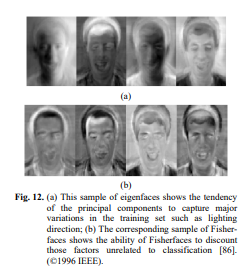 (a)
(b)
Fig. 12. (a) This sample of eigenfaces shows the tendency
of the principal components to capture major
variations in the training set such as lighting
direction; (b) The corresponding sample of Fisher-
faces shows the ability of Fisherfaces to discount
those factors unrelated to classification [86].
(©1996 IEEE).